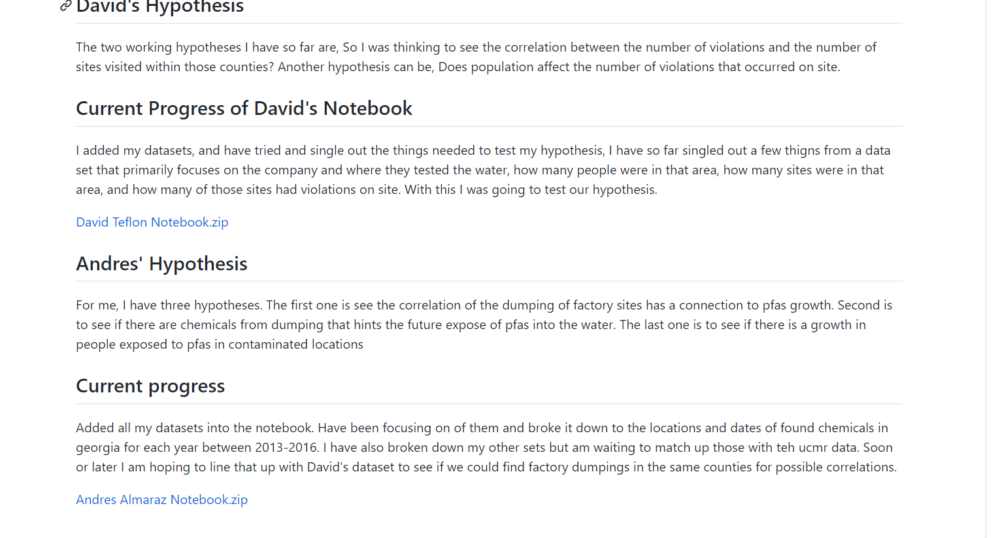 David's Hypothesis
The two working hypotheses I have so far are, So I was thinking to see the correlation between the number of violations and the number of
sites visited within those counties? Another hypothesis can be, Does population affect the number of violations that occurred on site.
Current Progress of David's Notebook
I added my datasets, and have tried and single out the things needed to test my hypothesis, I have so far singled out a few thigns from a data
set that primarily focuses on the company and where they tested the water, how many people were in that area, how many sites were in that
area, and how many of those sites had violations on site. With this I was going to test our hypothesis.
David Teflon Notebook.zip
Andres' Hypothesis
For me, I have three hypotheses. The first one is see the correlation of the dumping of factory sites has a connection to pfas growth. Second is
to see if there are chemicals from dumping that hints the future expose of pfas into the water. The last one is to see if there is a growth in
people exposed to pfas in contaminated locations
Current progress
Added all my datasets into the notebook. Have been focusing on of them and broke it down to the locations and dates of found chemicals in
georgia for each year between 2013-2016. I have also broken down my other sets but am waiting to match up those with teh ucmr data. Soon
or later I am hoping to line that up with David's dataset to see if we could find factory dumpings in the same counties for possible correlations.
Andres Almaraz Notebook.zip